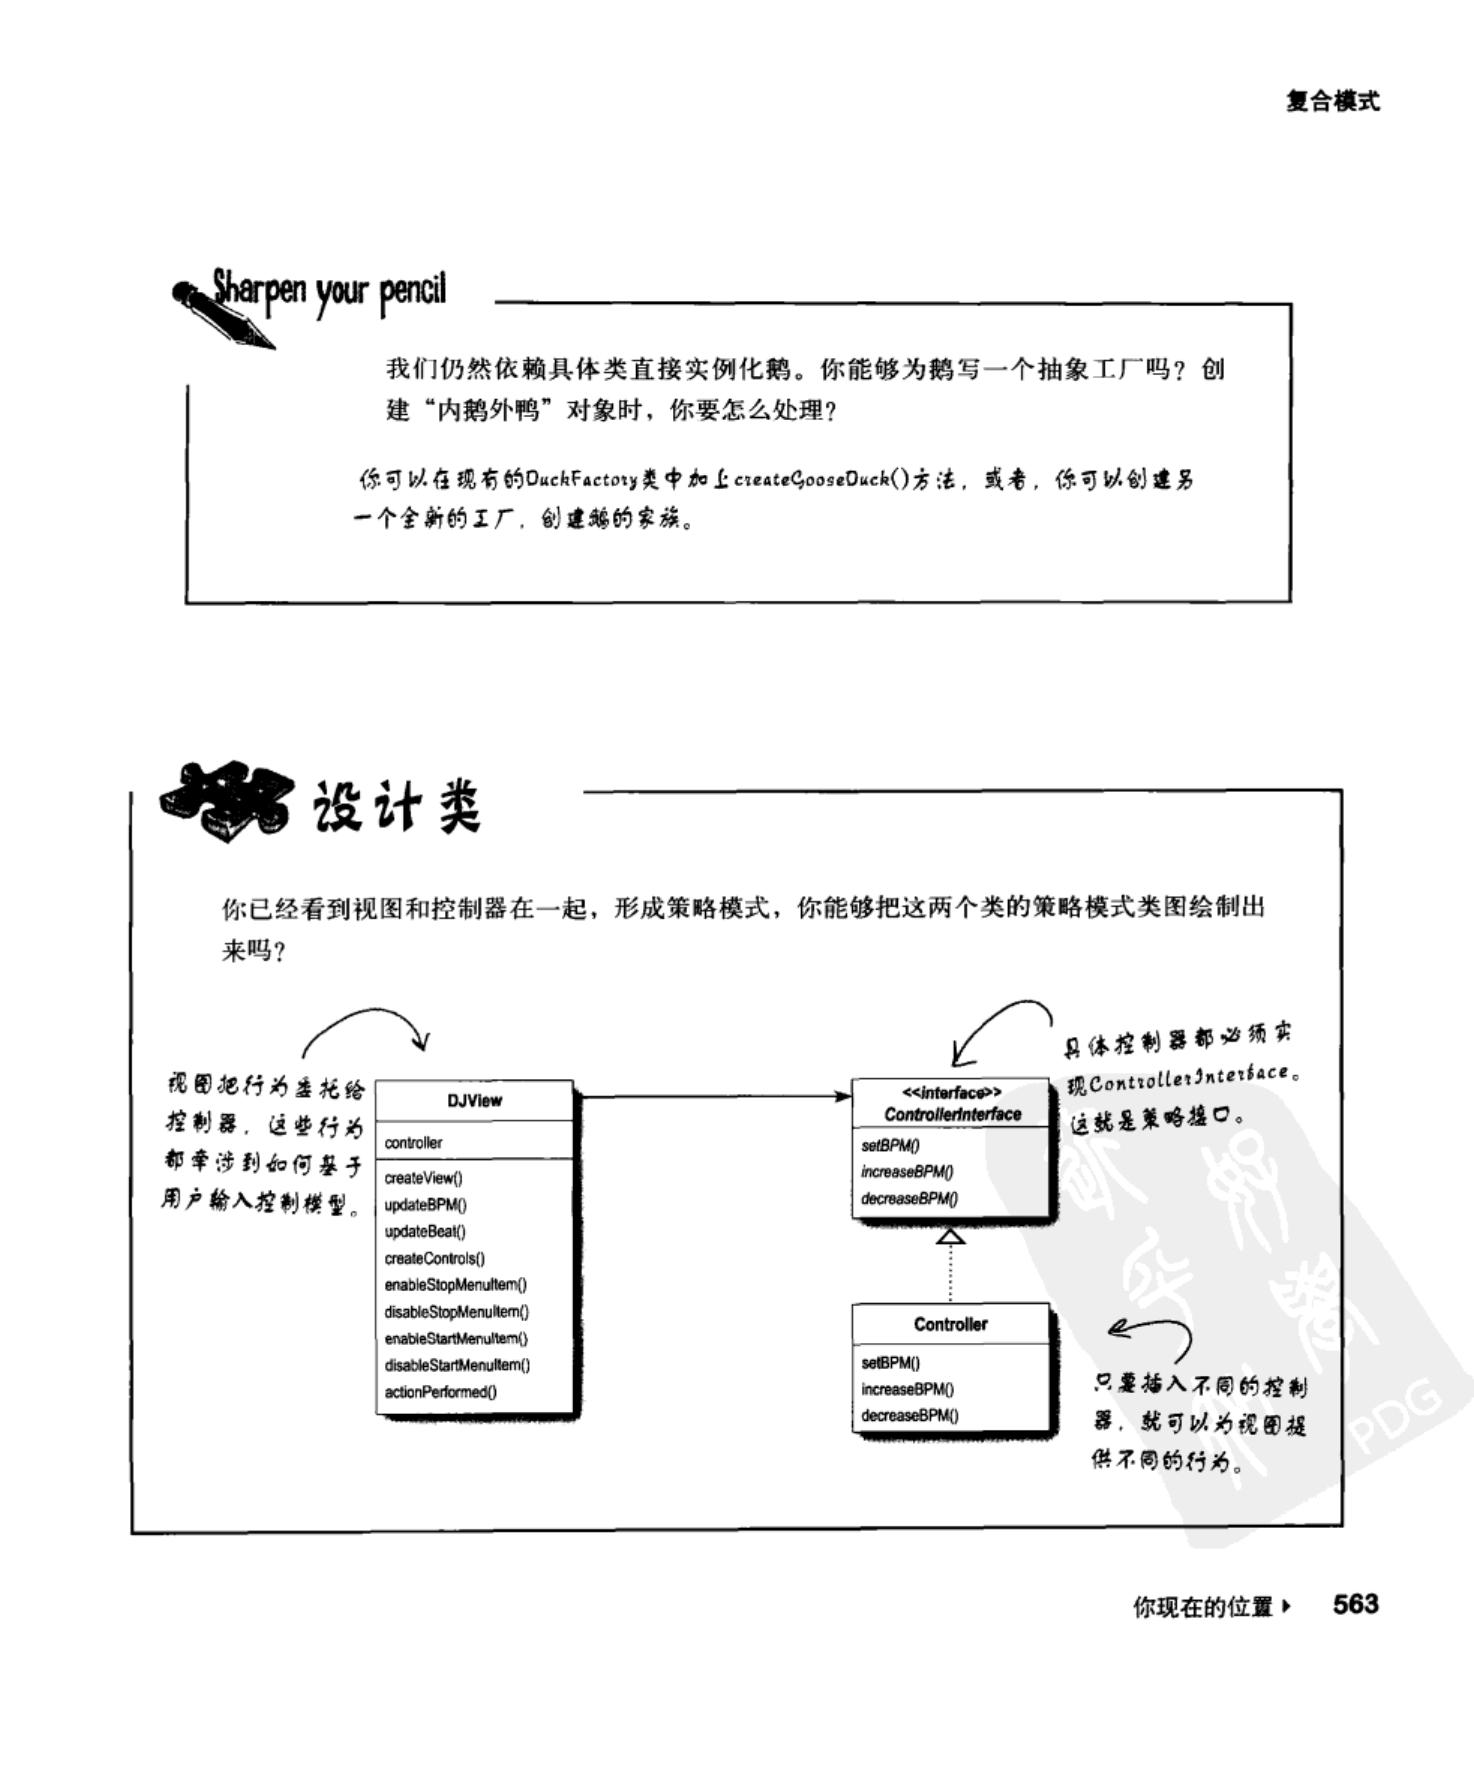 复合模式
Sharpen your pencil
我们仍然依赖具体类直接实例化鹅。你能够为鹅写一个抽象工厂吗？创
建“内鹅外鸭”对象时，你要怎么处理？
你可以在现有的DuckFactory类中加上createGooseDuck()方法，或者，你可以创建另
一个全新的工厂，创建鹅的家族。
设计类
你已经看到视图和控制器在一起，形成策略模式，你能够把这两个类的策略模式类图绘制出
来吗？
视图把行为委托给
控制器，这些行为
都牵涉到如何基于
用户输入控制模型。
DJView
controller
createView()
updateBPM()
updateBeat()
createControls()
enableStopMenuItem()
disableStopMenuItem()
enableStartMenuItem()
disableStartMenuItem()
actionPerformed()
<<interface>>
ControllerInterface
setBPM()
increaseBPM()
decreaseBPM()
具体控制器都必须实
现ControllerInterface。
这就是策略接口。
Controller
setBPM()
increaseBPM()
decreaseBPM()
只要插入不同的控制
器，就可以为视图提
供不同的行为。
PDG
你现在的位置 563